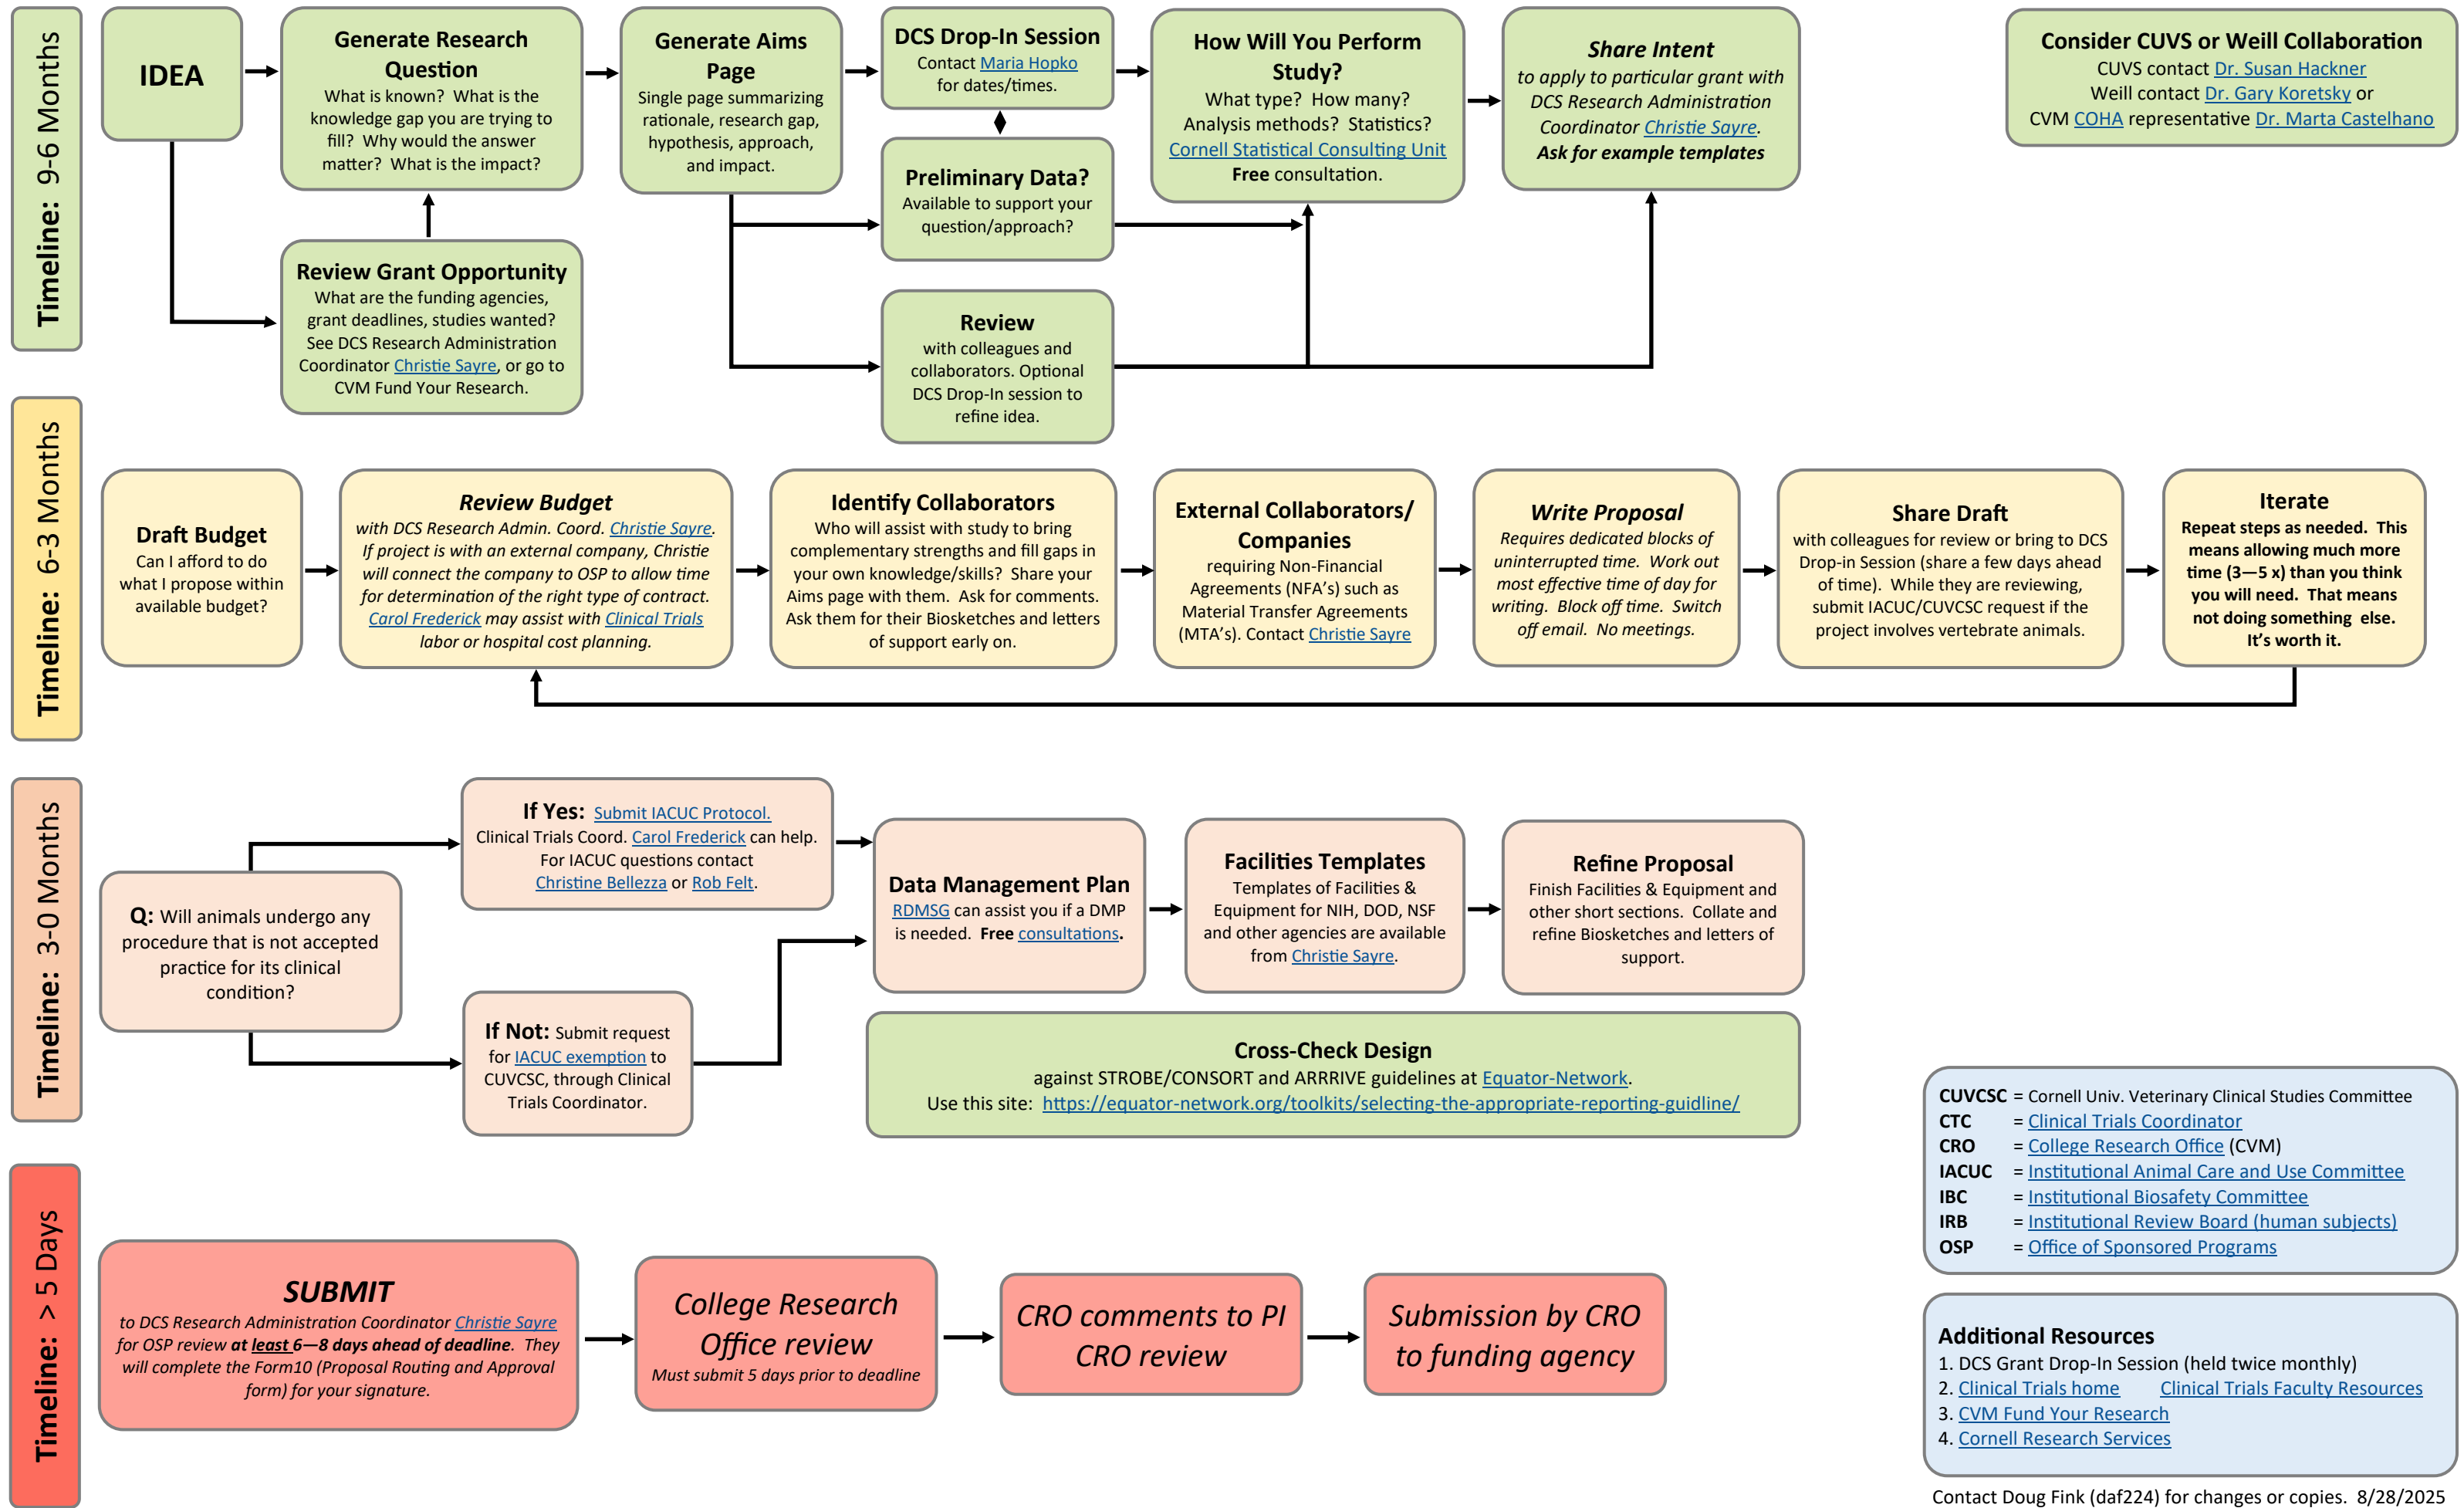 Timeline: 9-6 Months
IDEA
Generate Research
Question
What is known? What is the
knowledge gap you are trying to
fill? Why would the answer
matter? What is the impact?
Generate Aims
Page
Single page summarizing
rationale, research gap,
hypothesis, approach,
and impact.
DCS Drop-In Session
Contact Maria Hopko
for dates/times.
How Will You Perform
Study?
What type? How many?
Analysis methods? Statistics?
Cornell Statistical Consulting Unit
Free consultation.
Share Intent
to apply to particular grant with
DCS Research Administration
Coordinator Christie Sayre.
Ask for example templates
Consider CUVS or Weill Collaboration
CUVS contact Dr. Susan Hackner
Weill contact Dr. Gary Koretsky or
CVM COHA representative Dr. Marta Castelhano
Preliminary Data?
Available to support your
question/approach?
Review Grant Opportunity
What are the funding agencies,
grant deadlines, studies wanted?
See DCS Research Administration
Coordinator Christie Sayre, or go to
CVM Fund Your Research.
Review
with colleagues and
collaborators. Optional
DCS Drop-In session to
refine idea.
Timeline: 6-3 Months
Draft Budget
Can I afford to do
what I propose within
available budget?
Review Budget
with DCS Research Admin. Coord. Christie Sayre.
If project is with an external company, Christie
will connect the company to OSP to allow time
for determination of the right type of contract.
Carol Frederick may assist with Clinical Trials
labor or hospital cost planning.
Identify Collaborators
Who will assist with study to bring
complementary strengths and fill gaps in
your own knowledge/skills? Share your
Aims page with them. Ask for comments.
Ask them for their Biosketches and letters
of support early on.
External Collaborators/
Companies
requiring Non-Financial
Agreements (NFA's) such as
Material Transfer Agreements
(MTA's). Contact Christie Sayre
Write Proposal
Requires dedicated blocks of
uninterrupted time. Work out
most effective time of day for
writing. Block off time. Switch
off email. No meetings.
Share Draft
with colleagues for review or bring to DCS
Drop-in Session (share a few days ahead
of time). While they are reviewing,
submit IACUC/CUVCSC request if the
project involves vertebrate animals.
Iterate
Repeat steps as needed. This
means allowing much more
time (3—5 x) than you think
you will need. That means
not doing something else.
It's worth it.
Timeline: 3-0 Months
Q: Will animals undergo any
procedure that is not accepted
practice for its clinical
condition?
If Yes: Submit IACUC Protocol.
Clinical Trials Coord. Carol Frederick can help.
For IACUC questions contact
Christine Bellezza or Rob Felt.
If Not: Submit request
for IACUC exemption to
CUVCSC, through Clinical
Trials Coordinator.
Data Management Plan
RDMSG can assist you if a DMP
is needed. Free consultations.
Facilities Templates
Templates of Facilities &
Equipment for NIH, DOD, NSF
and other agencies are available
from Christie Sayre.
Refine Proposal
Finish Facilities & Equipment and
other short sections. Collate and
refine Biosketches and letters of
support.
Cross-Check Design
against STROBE/CONSORT and ARRRIVE guidelines at Equator-Network.
Use this site: https://equator-network.org/toolkits/selecting-the-appropriate-reporting-guidline/
CUVCSC = Cornell Univ. Veterinary Clinical Studies Committee
CTC = Clinical Trials Coordinator
CRO = College Research Office (CVM)
IACUC = Institutional Animal Care and Use Committee
IBC = Institutional Biosafety Committee
IRB = Institutional Review Board (human subjects)
OSP = Office of Sponsored Programs
Timeline: > 5 Days
SUBMIT
to DCS Research Administration Coordinator Christie Sayre
for OSP review at least 6—8 days ahead of deadline. They
will complete the Form10 (Proposal Routing and Approval
form) for your signature.
College Research
Office review
Must submit 5 days prior to deadline
CRO comments to PI
CRO review
Submission by CRO
to funding agency
Additional Resources
1. DCS Grant Drop-In Session (held twice monthly)
2. Clinical Trials home Clinical Trials Faculty Resources
3. CVM Fund Your Research
4. Cornell Research Services
Contact Doug Fink (daf224) for changes or copies. 8/28/2025